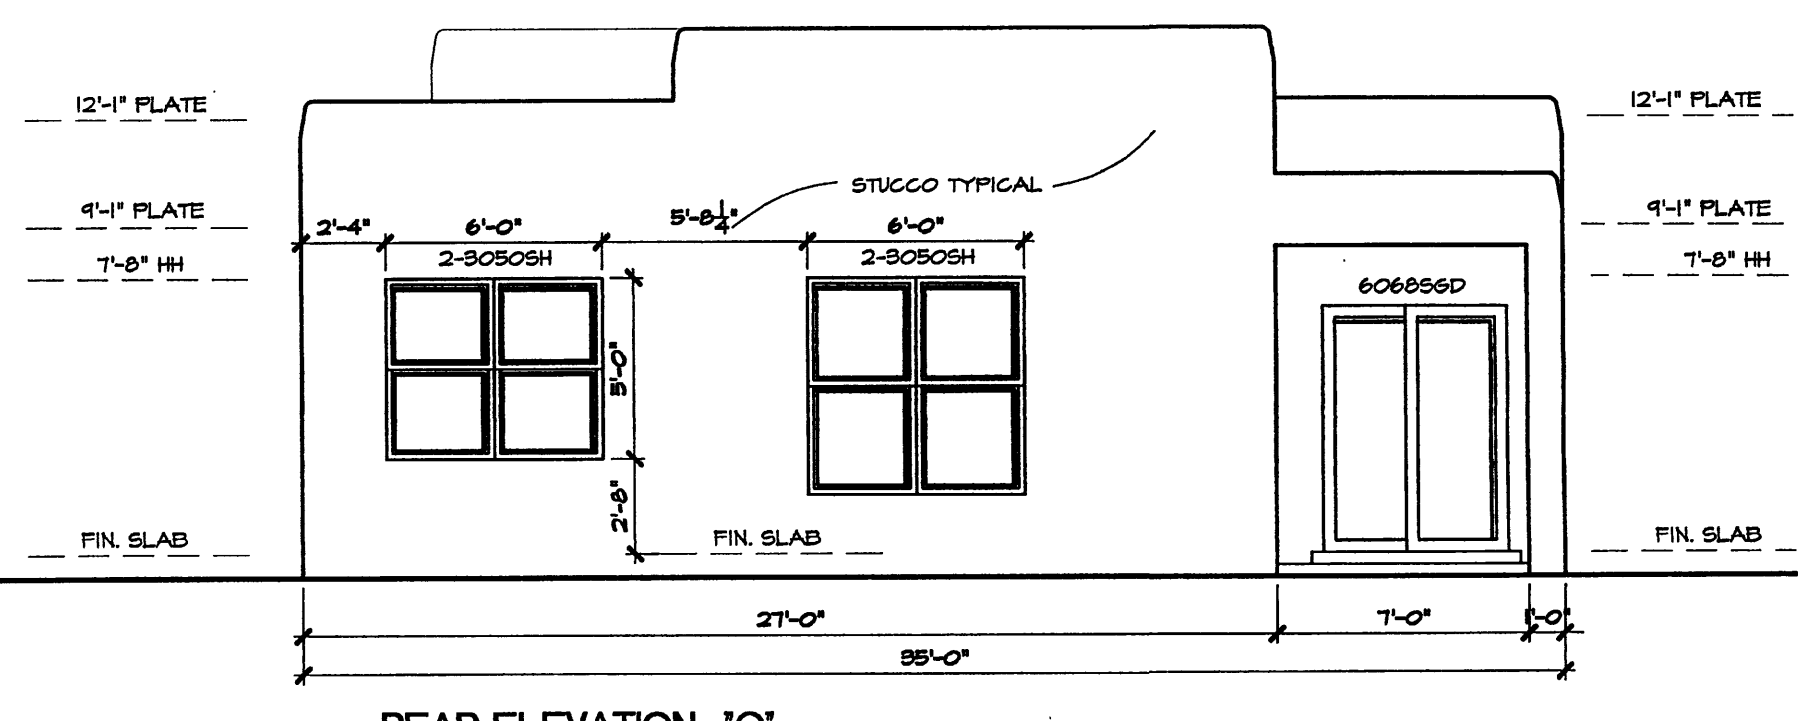 12'-1" PLATE
12'-1" PLATE
STUCCO TYPICAL
9'-1" PLATE
9'-1" PLATE
2'-4"
6'-0"
5'-8 1/4"
6'-0"
7'-8" HH
2-3050SH
2-3050SH
7'-8" HH
6068SGD
5'-0"
2'-8"
FIN. SLAB
FIN. SLAB
FIN. SLAB
27'-0"
7'-0"
1'-0"
35'-0"
REAR ELEVATION